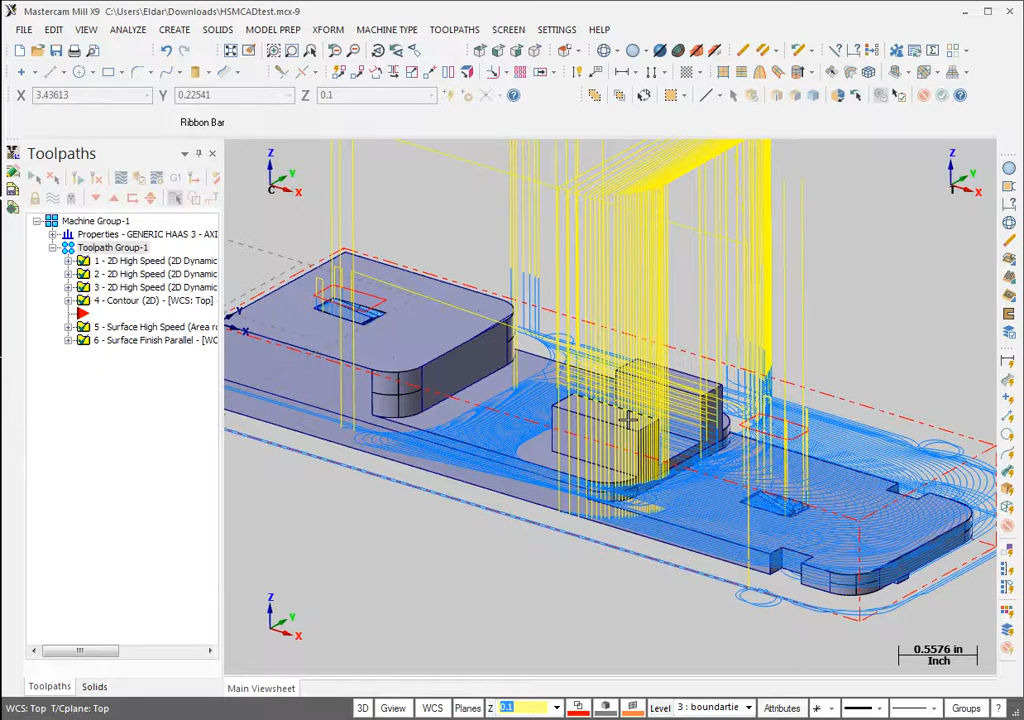 Mastercam Mill X9  C:\Users\Eldar\Downloads\HSMCADtest.mcx-9
FILE EDIT VIEW ANALYZE CREATE SOLIDS MODEL PREP XFORM MACHINE TYPE TOOLPATHS SCREEN SETTINGS HELP
X 3.43613 Y 0.22541 Z 0.1
Ribbon Bar
Toolpaths
G1
Machine Group-1
Properties - GENERIC HAAS 3 - AXI
Toolpath Group-1
1 - 2D High Speed (2D Dynamic
2 - 2D High Speed (2D Dynamic
3 - 2D High Speed (2D Dynamic
4 - Contour (2D) - [WCS: Top]
5 - Surface High Speed (Area ro
6 - Surface Finish Parallel - [WC
Z
Y
X
C
Z
Y
X
Y
X
Z
Y
X
0.5576 in
Inch
Toolpaths Solids
Main Viewsheet
WCS: Top  T/Cplane: Top
3D Gview WCS Planes Z 0.1 Level 3 : boundartie Attributes Groups ?